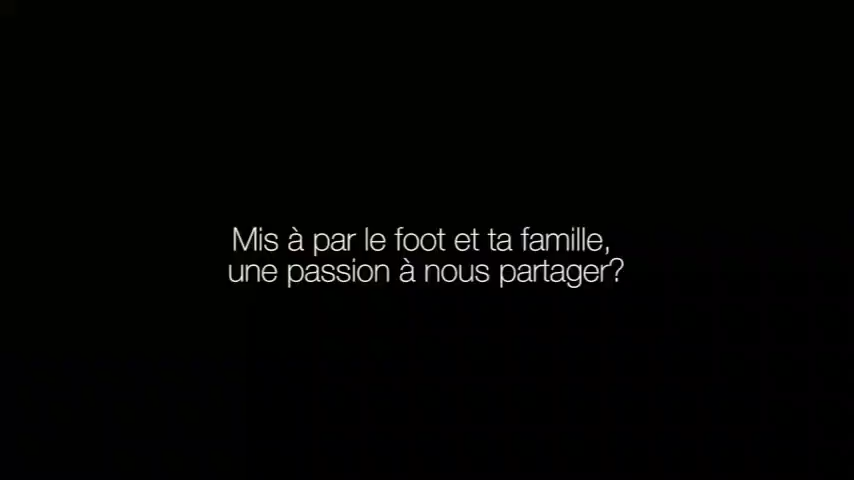 Mis à par le foot et ta famille,
une passion à nous partager?